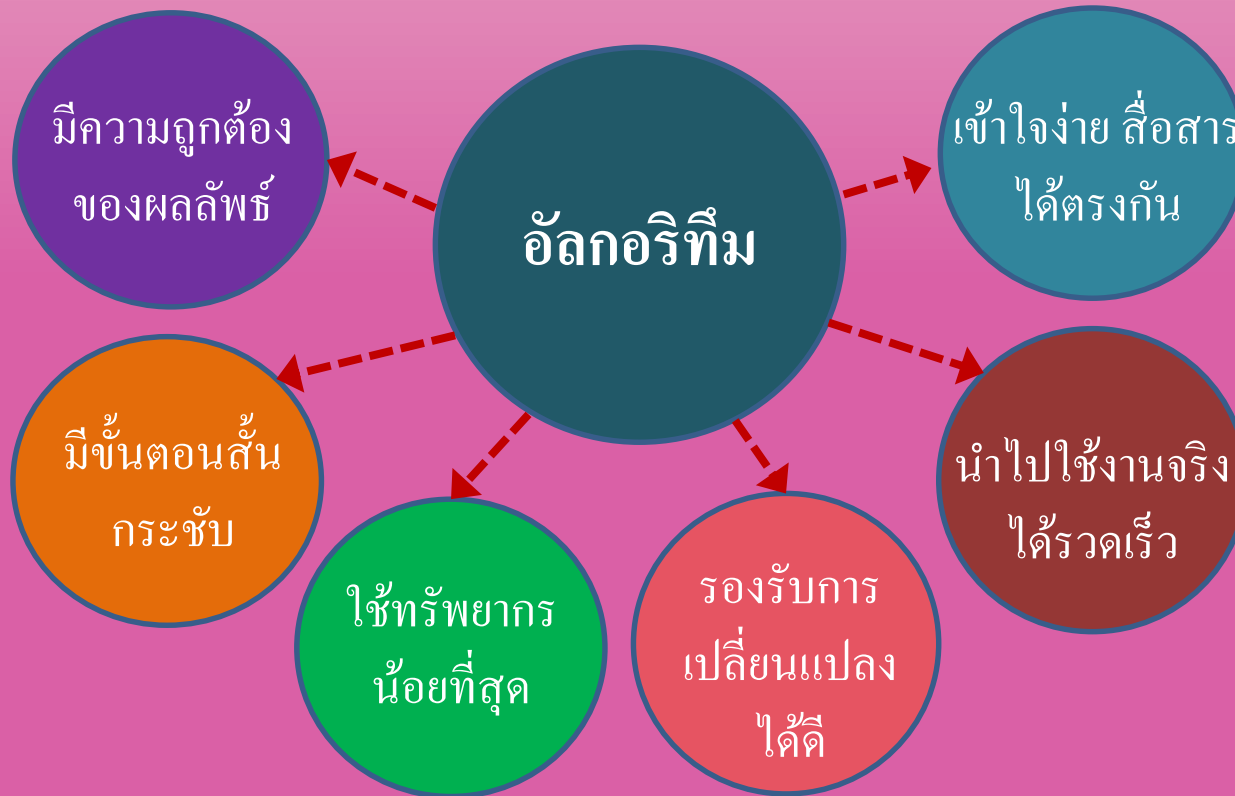 อัลกอริทึม
มีความถูกต้อง
ของผลลัพธ์
มีขั้นตอนสั้น
กระชับ
ใช้ทรัพยากร
น้อยที่สุด
รองรับการ
เปลี่ยนแปลง
ได้ดี
นำไปใช้งานจริง
ได้รวดเร็ว
เข้าใจง่าย สื่อสาร
ได้ตรงกัน